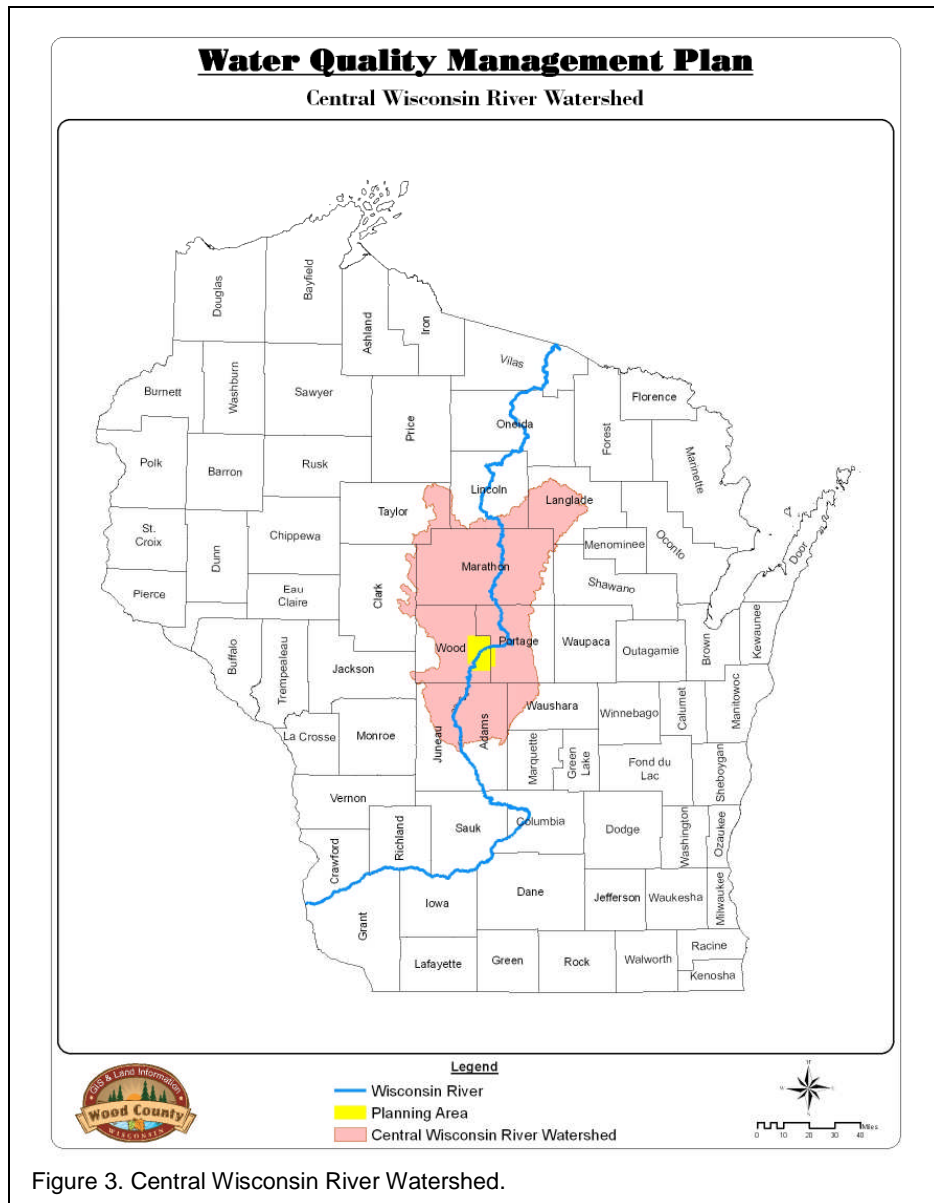 Water Quality Management Plan
Central Wisconsin River Watershed
Douglas
Bayfield
Ashland
Iron
Vilas
Burnett
Washburn
Sawyer
Price
Oneida
Forest
Florence
Marinette
Polk
Barron
Rusk
Lincoln
Langlade
Taylor
Oconto
Door
St.
Croix
Dunn
Chippewa
Menominee
Marathon
Shawano
Pierce
Eau
Claire
Clark
Buffalo
Trempealeau
Jackson
Wood
Portage
Waupaca
Outagamie
Brown
Kewaunee
La Crosse
Monroe
Juneau
Adams
Waushara
Winnebago
Calumet
Manitowoc
Marquette
Green
Lake
Fond du
Lac
Sheboygan
Vernon
Crawford
Richland
Sauk
Columbia
Dodge
Washington
Ozaukee
Grant
Iowa
Dane
Jefferson
Waukesha
Milwaukee
Lafayette
Green
Rock
Walworth
Racine
Kenosha
GIS & Land Information
Wood County
WISCONSIN
Legend
Wisconsin River
Planning Area
Central Wisconsin River Watershed
0 10 20 30 40 Miles
Figure 3. Central Wisconsin River Watershed.